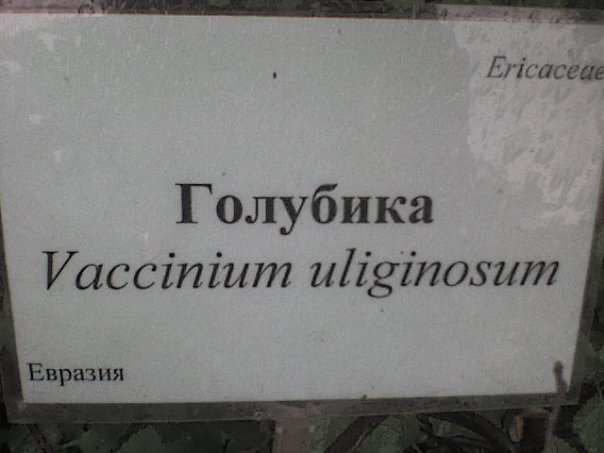 Ericaceae
Голубика
Vaccinium uliginosum
Евразия